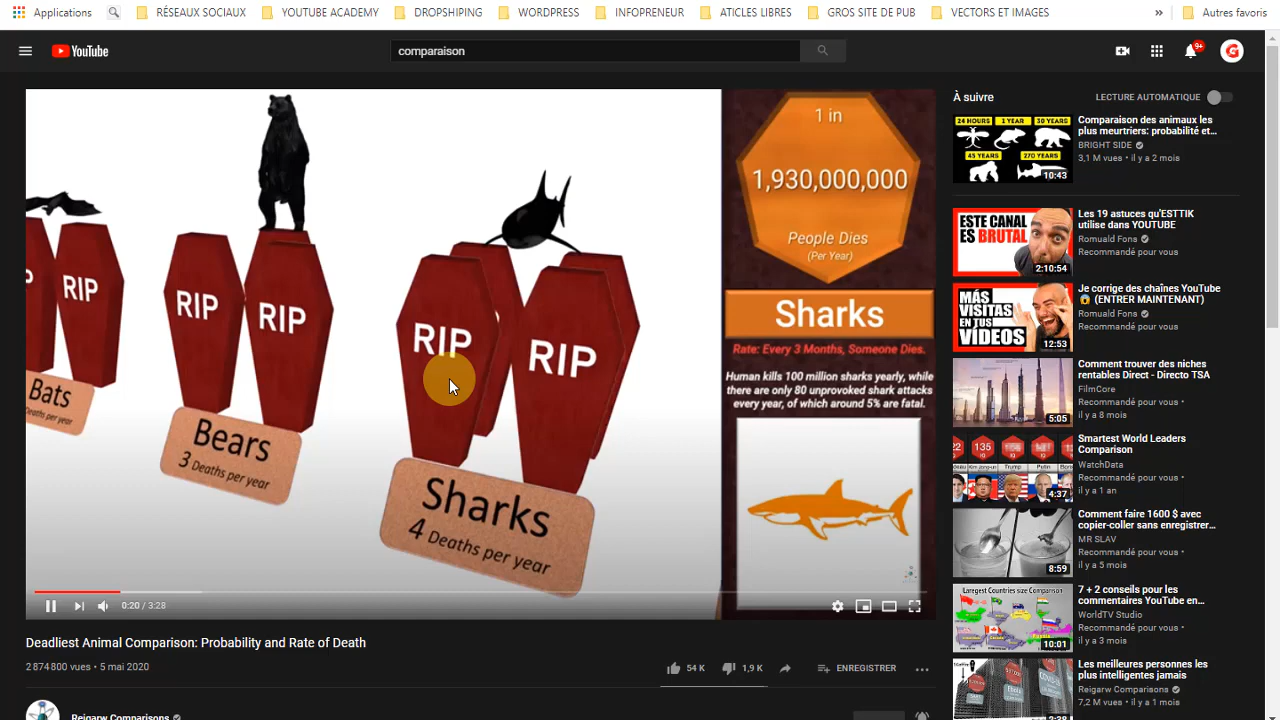 Applications
RÉSEAUX SOCIAUX
YOUTUBE ACADEMY
DROPSHIPING
WORDPRESS
INFOPRENEUR
ATICLES LIBRES
GROS SITE DE PUB
VECTORS ET IMAGES
»
Autres favoris
YouTube
comparaison
9+
G
RIP
RIP
RIP
RIP
RIP
Bats
Deaths per year
Bears
3 Deaths per year
Sharks
4 Deaths per year
1 in
1,930,000,000
People Dies
(Per Year)
Sharks
Rate: Every 3 Months, Someone Dies.
Human kills 100 million sharks yearly, while
there are only 80 unprovoked shark attacks
every year, of which around 5% are fatal.
0:20 / 3:28
Deadliest Animal Comparison: Probability and Rate of Death
2 874 800 vues • 5 mai 2020
54 K
1,9 K
ENREGISTRER
Reigarw Comparisons
À suivre
LECTURE AUTOMATIQUE
24 HOURS
1 YEAR
30 YEARS
45 YEARS
270 YEARS
10:43
Comparaison des animaux les
plus meurtriers: probabilité et...
BRIGHT SIDE
3,1 M vues • il y a 2 mois
ESTE CANAL
ES BRUTAL
2:10:54
Les 19 astuces qu'ESTTIK
utilise dans YOUTUBE
Romuald Fons
Recommandé pour vous
MÁS
VISITAS
EN TUS
VÍDEOS
12:53
Je corrige des chaînes YouTube
(ENTRER MAINTENANT)
Romuald Fons
Recommandé pour vous
5:05
Comment trouver des niches
rentables Direct - Directo TSA
FilmCore
Recommandé pour vous •
il y a 8 mois
135
Trump
4:37
Smartest World Leaders
Comparison
WatchData
Recommandé pour vous •
il y a 1 an
8:59
Comment faire 1600 $ avec
copier-coller sans enregistrer...
MR SLAV
Recommandé pour vous •
il y a 5 mois
Laregest Countries size Comparison
10:01
7 + 2 conseils pour les
commentaires YouTube en...
WorldTV Studio
Recommandé pour vous •
il y a 3 mois
Les meilleures personnes les
plus intelligentes jamais
Reigarw Comparisons
7,2 M vues • il y a 1 mois